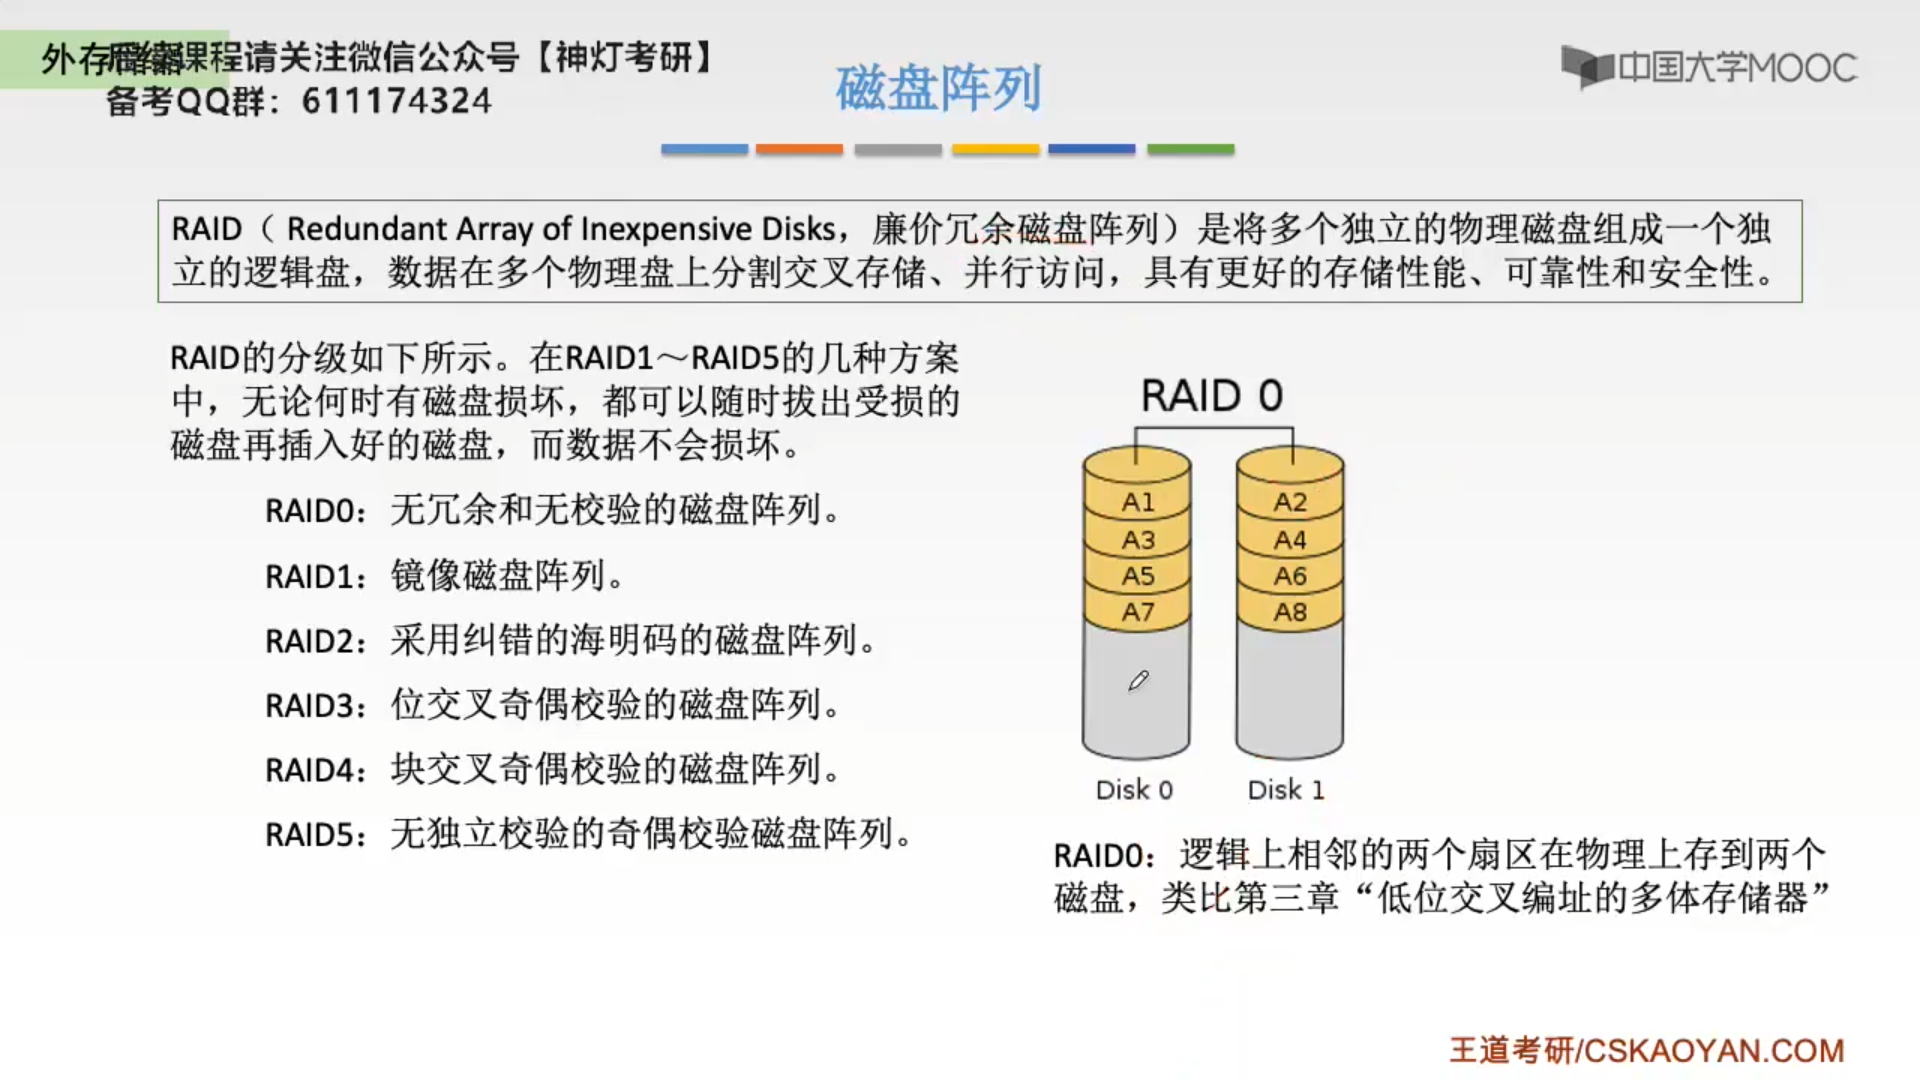 外存储器
后续课程请关注微信公众号【神灯考研】
备考QQ群：611174324
磁盘阵列
中国大学MOOC
RAID（ Redundant Array of Inexpensive Disks，廉价冗余磁盘阵列）是将多个独立的物理磁盘组成一个独
立的逻辑盘，数据在多个物理盘上分割交叉存储、并行访问，具有更好的存储性能、可靠性和安全性。
RAID的分级如下所示。在RAID1～RAID5的几种方案
中，无论何时有磁盘损坏，都可以随时拔出受损的
磁盘再插入好的磁盘，而数据不会损坏。
RAID0：无冗余和无校验的磁盘阵列。
RAID1：镜像磁盘阵列。
RAID2：采用纠错的海明码的磁盘阵列。
RAID3：位交叉奇偶校验的磁盘阵列。
RAID4：块交叉奇偶校验的磁盘阵列。
RAID5：无独立校验的奇偶校验磁盘阵列。
RAID 0
A1 A2
A3 A4
A5 A6
A7 A8
Disk 0 Disk 1
RAID0：逻辑上相邻的两个扇区在物理上存到两个
磁盘，类比第三章“低位交叉编址的多体存储器”
王道考研/CSKAOYAN.COM